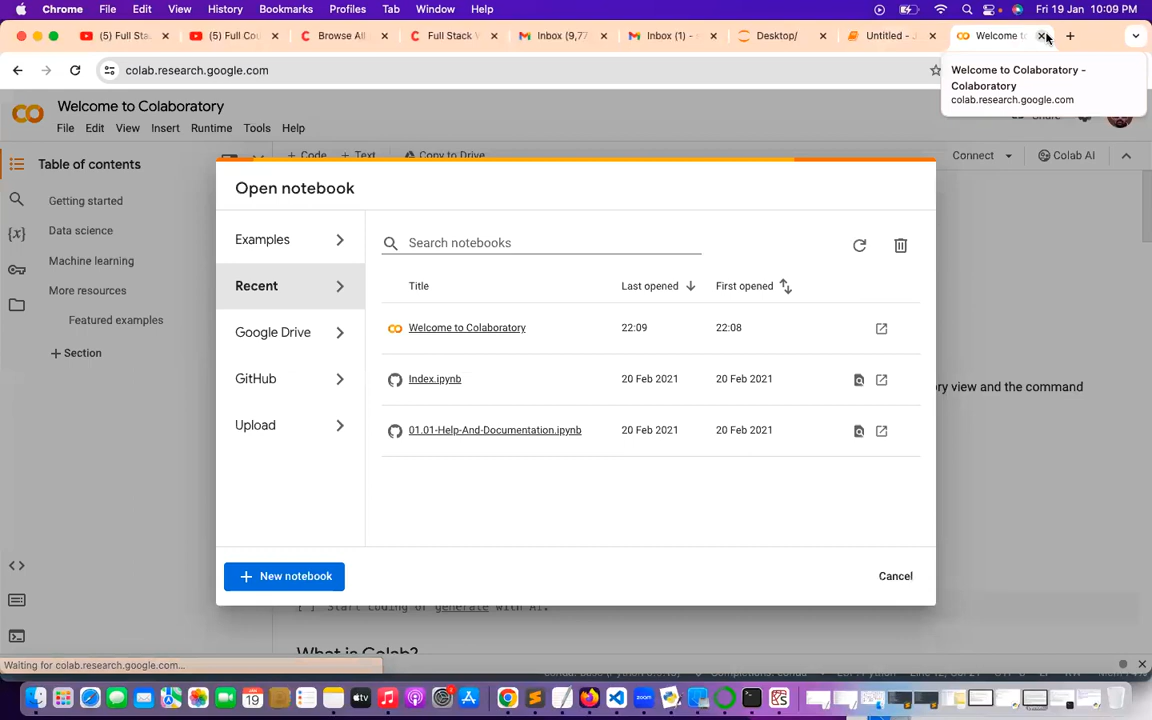 Chrome File Edit View History Bookmarks Profiles Tab Window Help Fri 19 Jan 10:09 PM
(5) Full Sta (5) Full Cou Browse All Full Stack V Inbox (9,77 Inbox (1) - Desktop/ Untitled - Welcome to
colab.research.google.com
Welcome to Colaboratory -
Colaboratory
colab.research.google.com
Welcome to Colaboratory
File Edit View Insert Runtime Tools Help
Share
+ Code + Text Copy to Drive
Connect Colab AI
Table of contents
Getting started
Data science
Machine learning
More resources
Featured examples
+ Section
Open notebook
Examples
Recent
Google Drive
GitHub
Upload
Search notebooks
Title Last opened First opened
Welcome to Colaboratory 22:09 22:08
Index.ipynb 20 Feb 2021 20 Feb 2021
01.01-Help-And-Documentation.ipynb 20 Feb 2021 20 Feb 2021
+ New notebook
Cancel
ory view and the command
[ ] Start coding or generate with AI.
What is Colab?
Waiting for colab.research.google.com...
19
zoom